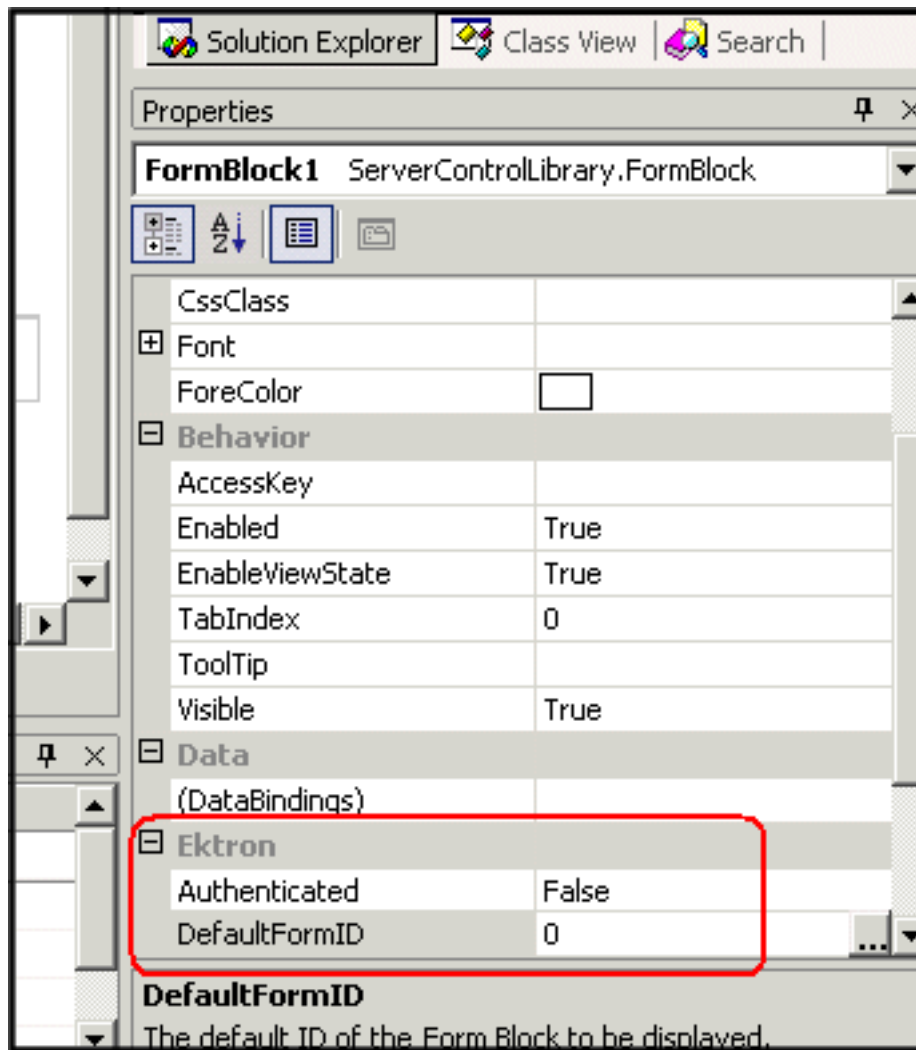 Solution Explorer Class View Search
Properties
FormBlock1 ServerControlLibrary.FormBlock
CssClass
Font
ForeColor
Behavior
AccessKey
Enabled True
EnableViewState True
TabIndex 0
ToolTip
Visible True
Data
(DataBindings)
Ektron
Authenticated False
DefaultFormID 0 ...
DefaultFormID
The default ID of the Form Block to be displayed.